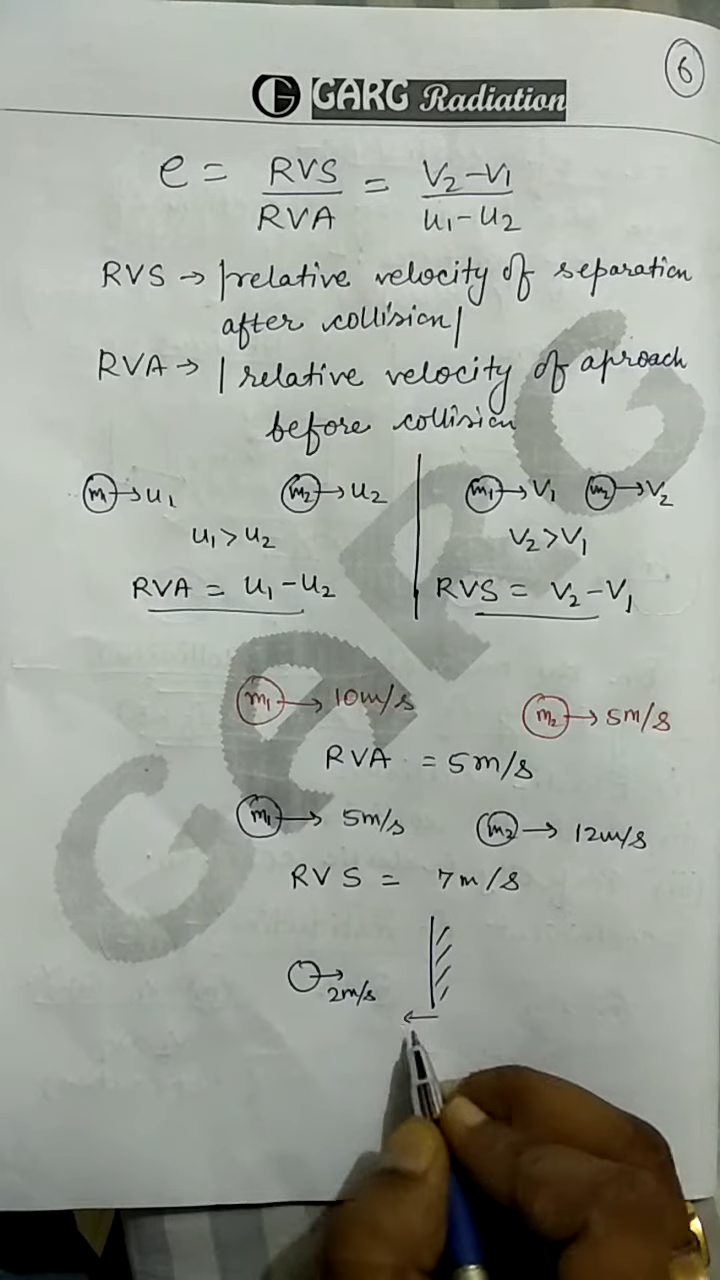 6
G GARG Radiation
e = RVS/RVA = V₂-V₁/u₁-u₂
RVS → |relative velocity of separation
after collision|
RVA → | relative velocity of aproach
before collision
m₁ → u₁ m₂ → u₂ m₁ → V₁ m₂ → V₂
u₁ > u₂ V₂ > V₁
RVA = u₁ - u₂ RVS = V₂ - V₁
m₁ → 10m/s m₂ → 5m/s
RVA = 5m/s
m₁ → 5m/s m₂ → 12m/s
RVS = 7m/s
→ 2m/s
←
GARG